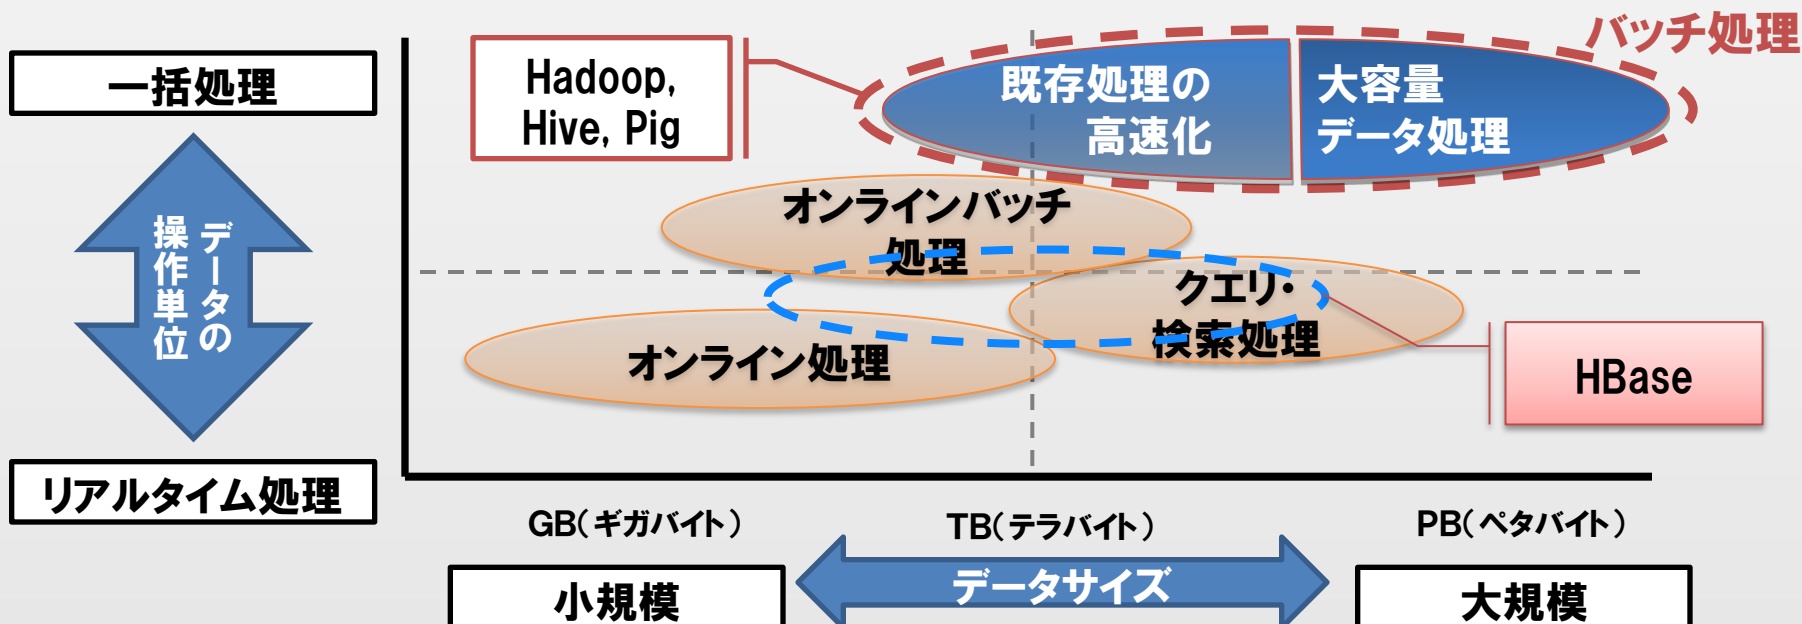 バッチ処理
一括処理
Hadoop,
Hive, Pig
既存処理の
高速化
大容量
データ処理
オンラインバッチ
処理
データの
操作単位
クエリ・
検索処理
オンライン処理
HBase
リアルタイム処理
GB(ギガバイト)
TB(テラバイト)
PB(ペタバイト)
小規模
データサイズ
大規模